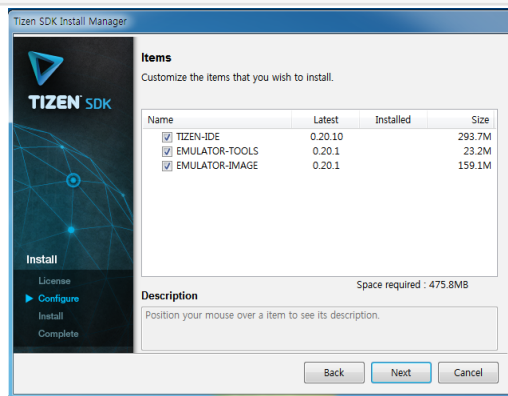 Tizen SDK Install Manager
TIZEN™ SDK
Items
Customize the items that you wish to install.
Name Latest Installed Size
TIZEN-IDE 0.20.10 293.7M
EMULATOR-TOOLS 0.20.1 23.2M
EMULATOR-IMAGE 0.20.1 159.1M
Space required : 475.8MB
Install
License
Configure
Install
Complete
Description
Position your mouse over a item to see its description.
Back Next Cancel